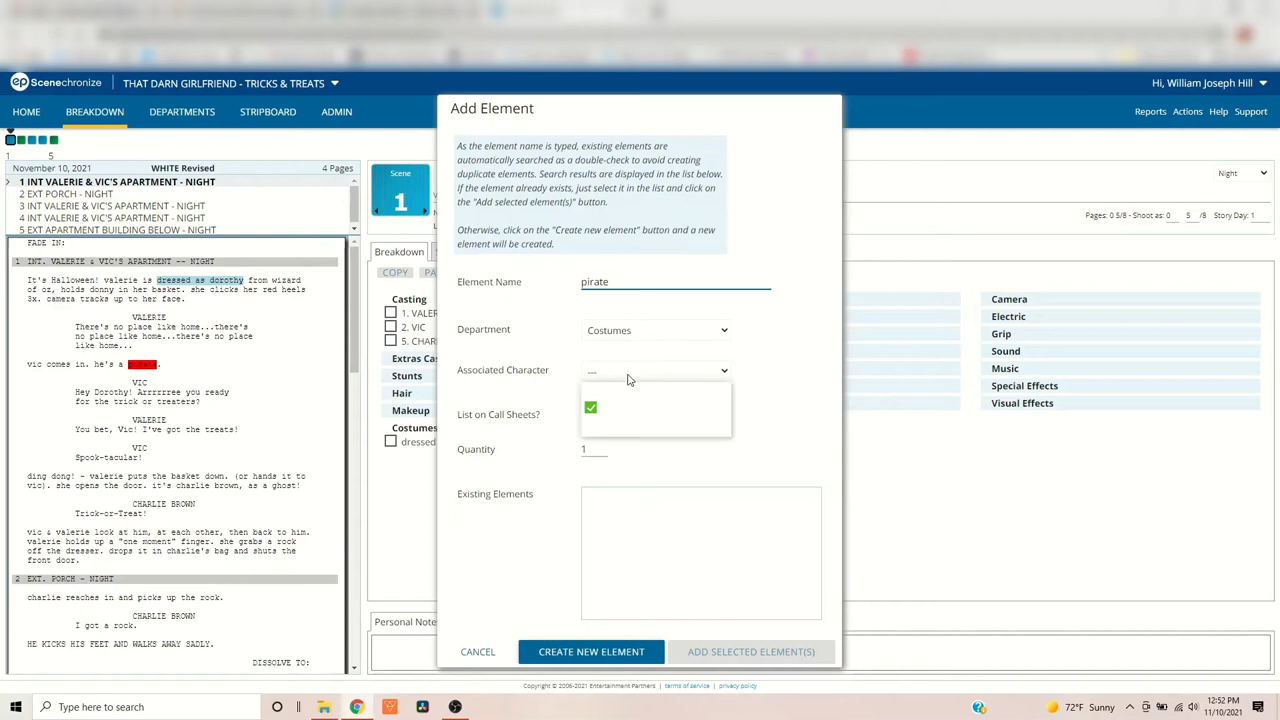 ep Scenechronize
THAT DARN GIRLFRIEND - TRICKS & TREATS
Hi, William Joseph Hill
HOME
BREAKDOWN
DEPARTMENTS
STRIPBOARD
ADMIN
Reports
Actions
Help
Support
1
5
November 10, 2021
WHITE Revised
4 Pages
1 INT VALERIE & VIC'S APARTMENT - NIGHT
2 EXT PORCH - NIGHT
3 INT VALERIE & VIC'S APARTMENT - NIGHT
4 INT VALERIE & VIC'S APARTMENT - NIGHT
5 EXT APARTMENT BUILDING BELOW - NIGHT
FADE IN:
1 INT. VALERIE & VIC'S APARTMENT -- NIGHT
It's Halloween! valerie is dressed as dorothy from wizard
of oz, holds donny in her basket. she clicks her red heels
3x. camera tracks up to her face.
VALERIE
There's no place like home...there's
no place like home...there's no place
like home...
vic comes in. he's a pirate.
VIC
Hey Dorothy! Arrrrrree you ready
for the trick or treaters?
VALERIE
You bet, Vic! I've got the treats!
VIC
Spook-tacular!
ding dong! - valerie puts the basket down. (or hands it to
vic). she opens the door. it's charlie brown, as a ghost!
CHARLIE BROWN
Trick-or-Treat!
vic & valerie look at him, at each other, then back to him.
valerie holds up a "one moment" finger. she grabs a rock
off the dresser. drops it in charlie's bag and shuts the
front door.
2 EXT. PORCH - NIGHT
charlie reaches in and picks up the rock.
CHARLIE BROWN
I got a rock.
HE KICKS HIS FEET AND WALKS AWAY SADLY.
DISSOLVE TO:
Scene
1
Breakdown
COPY
PA
Casting
1. VALER
2. VIC
5. CHAR
Extras Cas
Stunts
Hair
Makeup
Costumes
dressed
Personal Note
Add Element
As the element name is typed, existing elements are
automatically searched as a double-check to avoid creating
duplicate elements. Search results are displayed in the list below.
If the element already exists, just select it in the list and click on
the "Add selected element(s)" button.
Otherwise, click on the "Create new element" button and a new
element will be created.
Element Name
pirate
Department
Costumes
Associated Character
---
List on Call Sheets?
Quantity
1
Existing Elements
CANCEL
CREATE NEW ELEMENT
ADD SELECTED ELEMENT(S)
Night
Pages: 0 5/8 - Shoot as: 0 5 /8 Story Day: 1
Camera
Electric
Grip
Sound
Music
Special Effects
Visual Effects
Copyright © 2006-2021 Entertainment Partners | terms of service | privacy policy
Type here to search
72°F Sunny
12:52 PM
11/10/2021